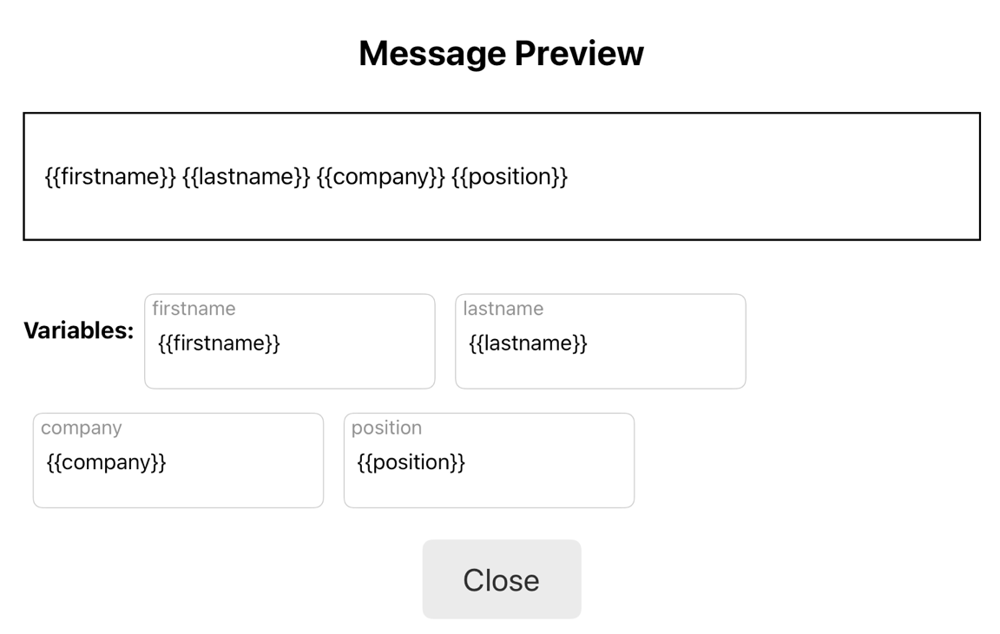 Message Preview
{{firstname}} {{lastname}} {{company}} {{position}}
Variables:
firstname
{{firstname}}
lastname
{{lastname}}
company
{{company}}
position
{{position}}
Close